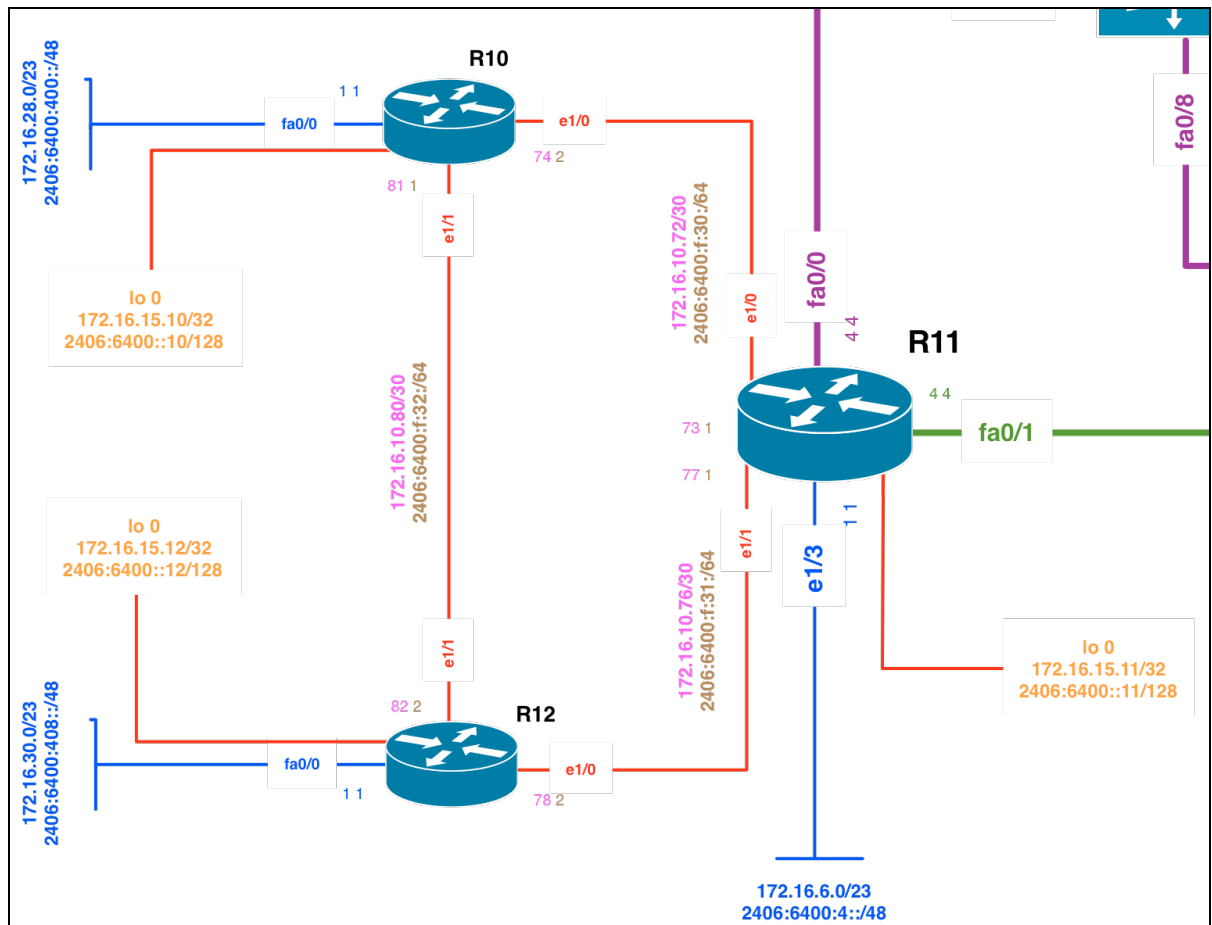 R10
172.16.28.0/23
2406:6400:400::/48
1 1
fa0/0
e1/0
74 2
81 1
e1/1
fa0/8
172.16.10.72/30
2406:6400:f:30:/64
fa0/0
e1/0
4 4
lo 0
172.16.15.10/32
2406:6400::10/128
R11
172.16.10.80/30
2406:6400:f:32:/64
4 4
fa0/1
73 1
77 1
lo 0
172.16.15.12/32
2406:6400::12/128
e1/1
1 1
e1/3
172.16.10.76/30
2406:6400:f:31:/64
e1/1
lo 0
172.16.15.11/32
2406:6400::11/128
82 2
R12
172.16.30.0/23
2406:6400:408::/48
fa0/0
1 1
e1/0
78 2
172.16.6.0/23
2406:6400:4::/48